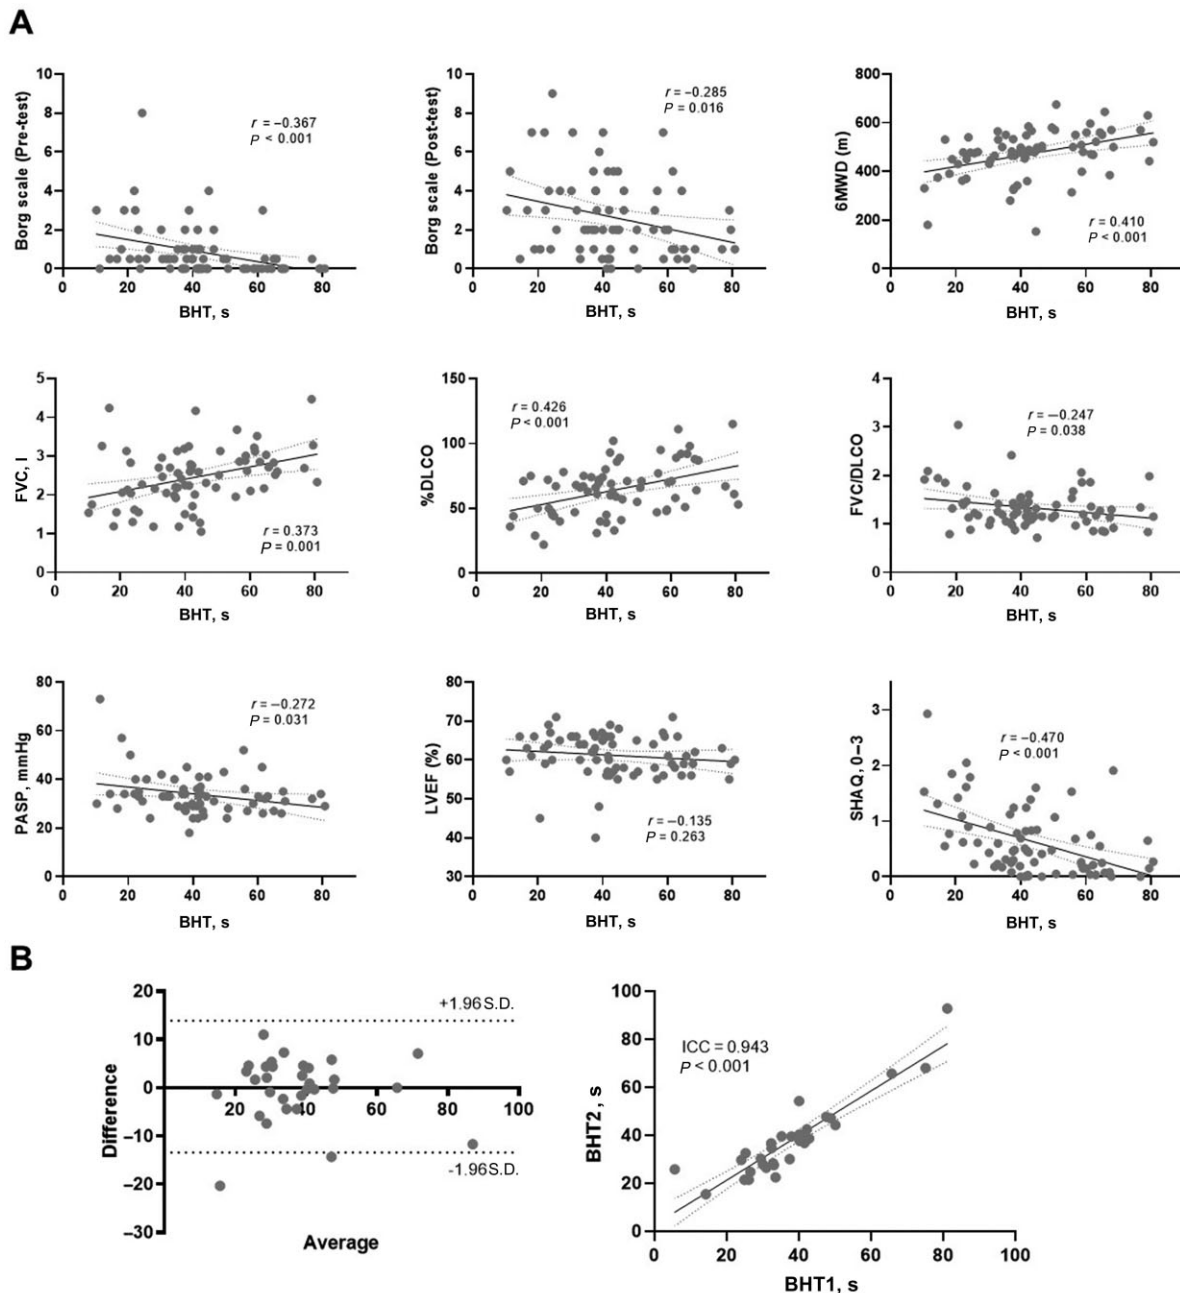 A
Borg scale (Pre-test)
10
8
6
4
2
0
r = –0.367
P < 0.001
0 20 40 60 80
BHT, s
Borg scale (Post-test)
10
8
6
4
2
0
r = –0.285
P = 0.016
0 20 40 60 80
BHT, s
6MWD (m)
800
600
400
200
0
r = 0.410
P < 0.001
0 20 40 60 80
BHT, s
FVC, l
5
4
3
2
1
0
r = 0.373
P = 0.001
0 20 40 60 80
BHT, s
%DLCO
150
100
50
0
r = 0.426
P < 0.001
0 20 40 60 80
BHT, s
FVC/DLCO
4
3
2
1
0
r = –0.247
P = 0.038
0 20 40 60 80
BHT, s
PASP, mmHg
80
60
40
20
0
r = –0.272
P = 0.031
0 20 40 60 80
BHT, s
LVEF (%)
80
70
60
50
40
30
r = –0.135
P = 0.263
0 20 40 60 80
BHT, s
SHAQ, 0–3
3
2
1
0
r = –0.470
P < 0.001
0 20 40 60 80
BHT, s
B
Difference
20
10
0
–10
–20
–30
+1.96S.D.
20 40 60 80 100
-1.96S.D.
Average
BHT2, s
100
80
60
40
20
0
ICC = 0.943
P < 0.001
0 20 40 60 80 100
BHT1, s